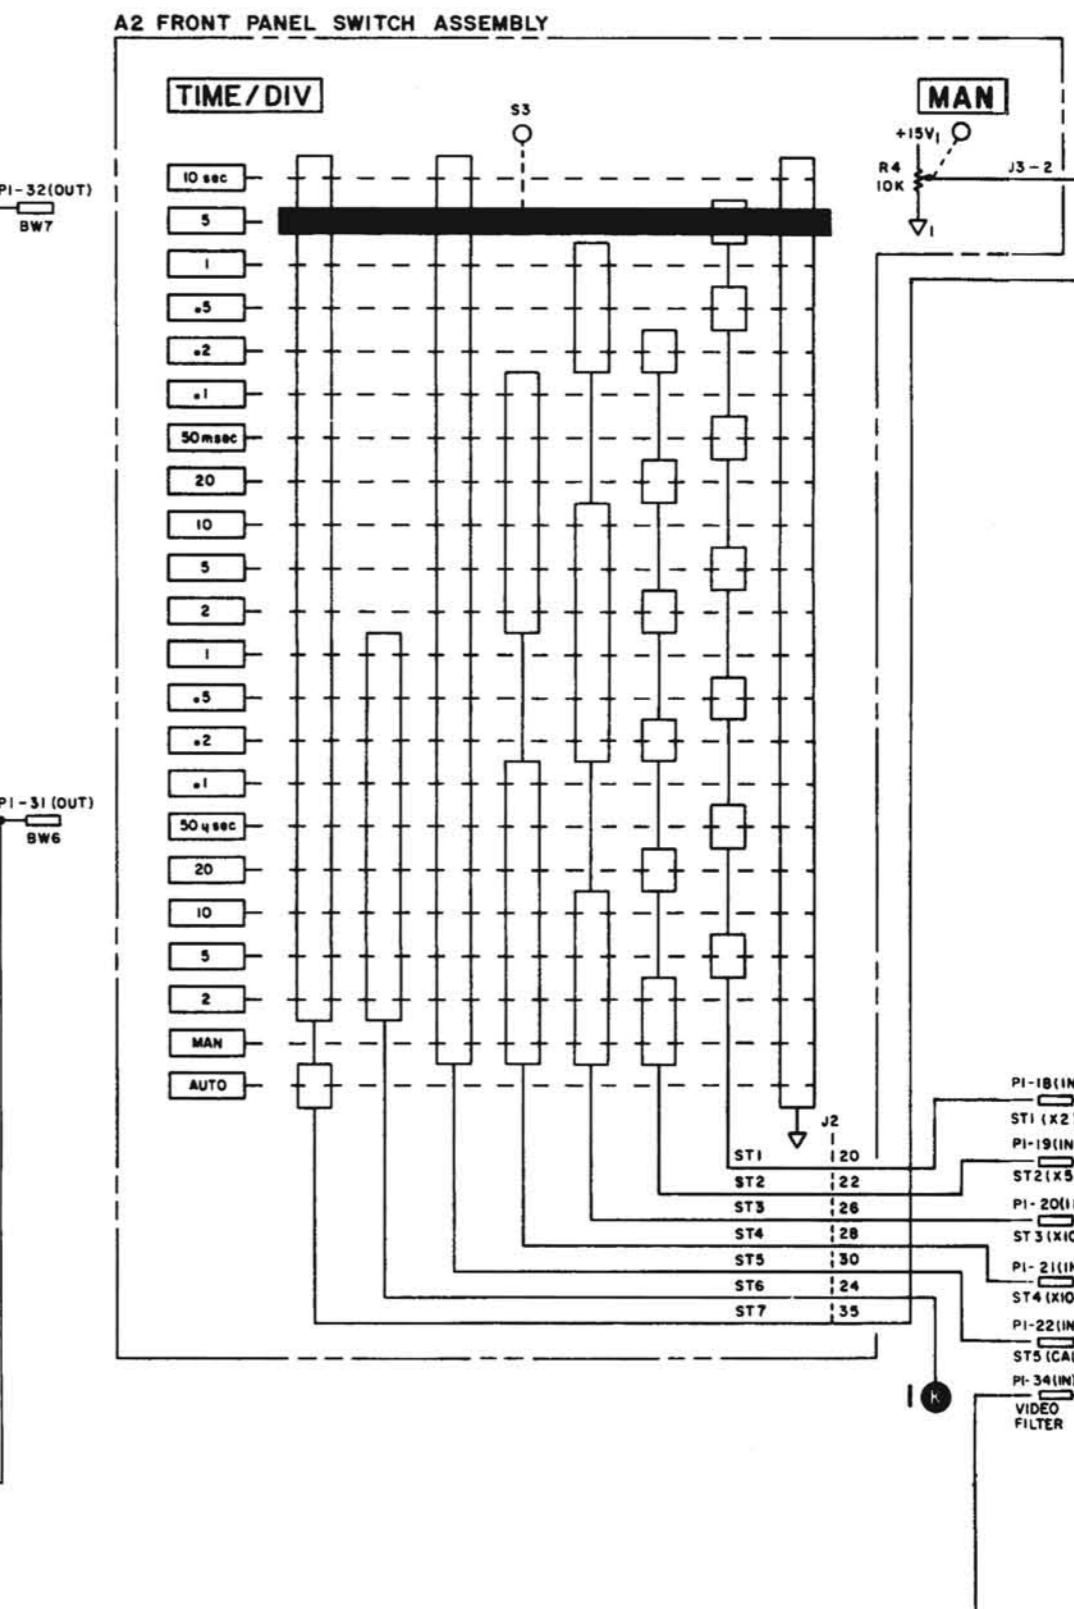 A2 FRONT PANEL SWITCH ASSEMBLY
TIME/DIV
MAN
S3
+15V1
R4
10K
J3-2
1
P1-32(OUT)
BW7
10 sec
5
1
.5
.2
.1
50msec
20
10
5
2
1
.5
.2
.1
P1-31(OUT)
BW6
50µsec
20
10
5
2
MAN
AUTO
J2
ST1 20
ST2 22
ST3 26
ST4 28
ST5 30
ST6 24
ST7 35
P1-18(IN
ST1 (X2
P1-19(IN
ST2(X5
P1-20(I
ST3(X10
P1-21(IN
ST4(X10
P1-22(IN
ST5(CAL
P1-34(IN)
VIDEO
FILTER
1 K